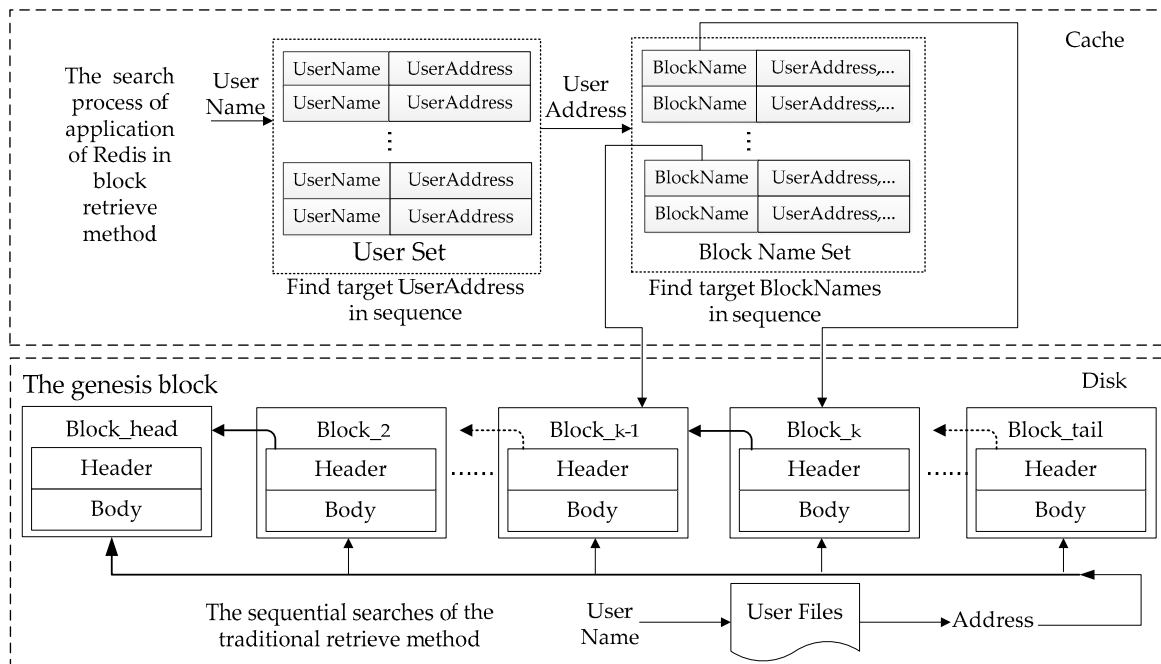 Cache
The search
process of
application
of Redis in
block
retrieve
method
User
Name
UserName UserAddress
UserName UserAddress
⋮
UserName UserAddress
UserName UserAddress
User Set
Find target UserAddress
in sequence
User
Address
BlockName UserAddress,...
BlockName UserAddress,...
⋮
BlockName UserAddress,...
BlockName UserAddress,...
Block Name Set
Find target BlockNames
in sequence
The genesis block
Disk
Block_head
Header
Body
Block_2
Header
Body
......
Block_k-1
Header
Body
Block_k
Header
Body
......
Block_tail
Header
Body
The sequential searches of the
traditional retrieve method
User
Name
User Files
Address